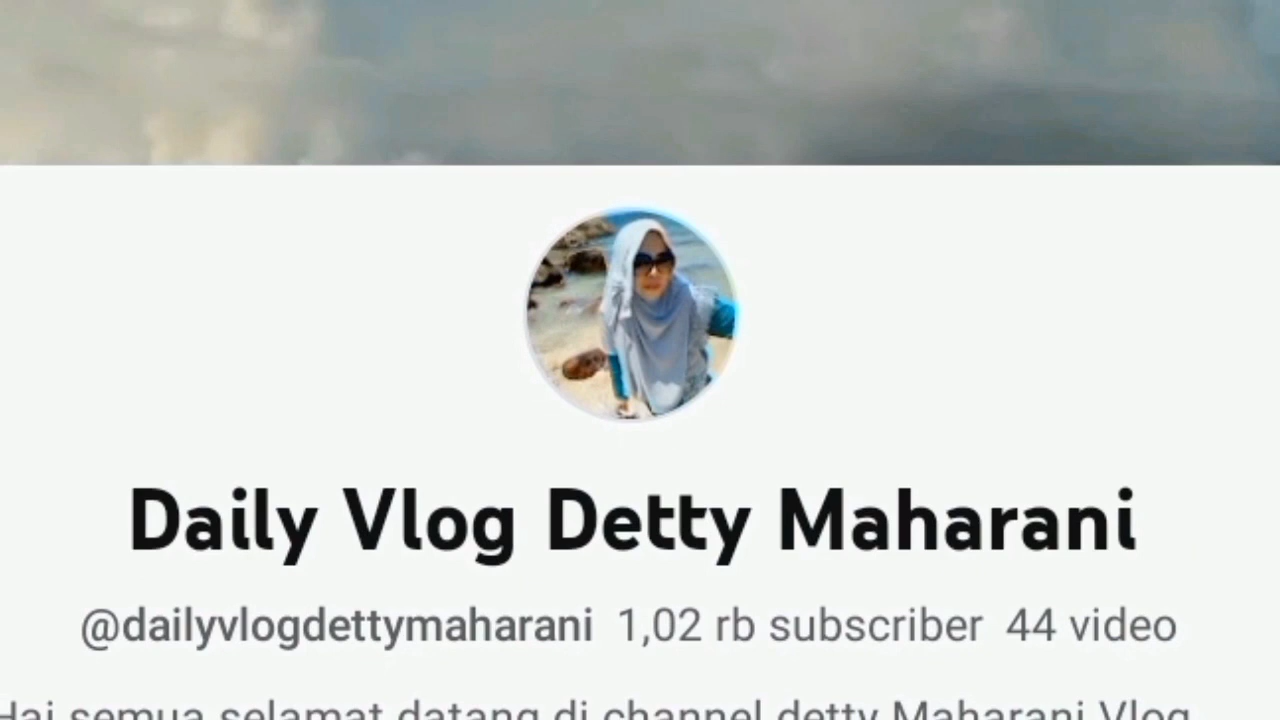 Daily Vlog Detty Maharani
@dailyvlogdettymaharani 1,02 rb subscriber 44 video
Hai semua selamat datang di channel detty Maharani Vlog